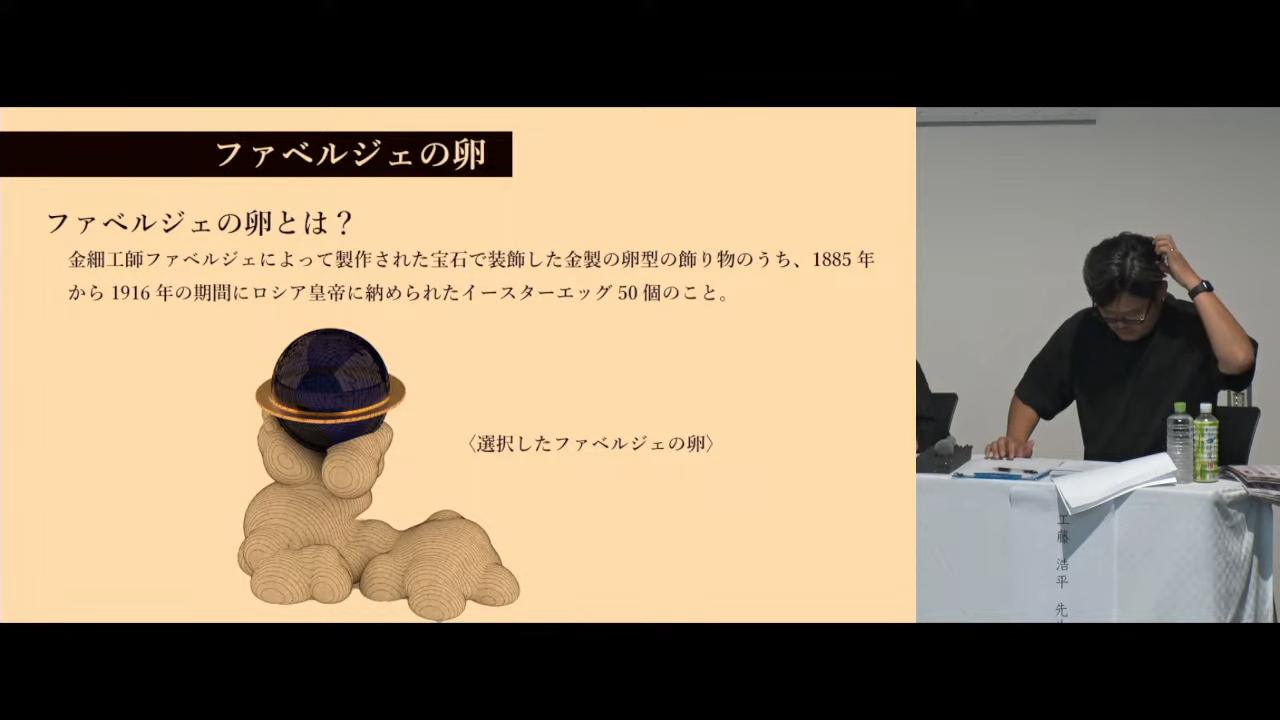 ファベルジェの卵
ファベルジェの卵とは？
金細工師ファベルジェによって製作された宝石で装飾した金製の卵型の飾り物のうち、1885 年
から 1916 年の期間にロシア皇帝に納められたイースターエッグ 50 個のこと。
〈選択したファベルジェの卵〉
工藤 浩平 先